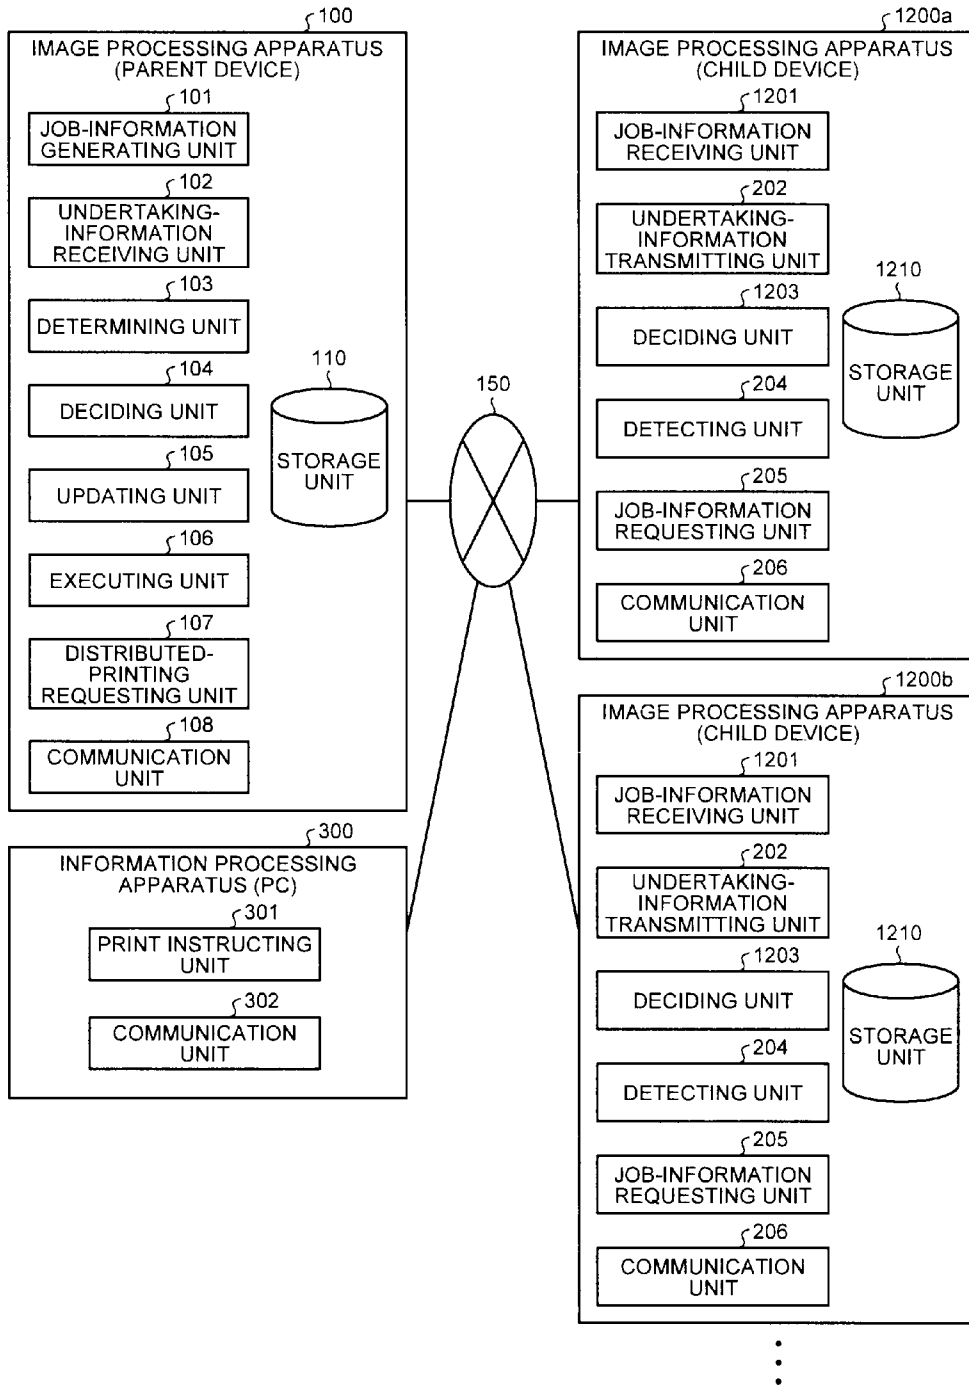 100
IMAGE PROCESSING APPARATUS
(PARENT DEVICE)
101
JOB-INFORMATION
GENERATING UNIT
102
UNDERTAKING-
INFORMATION
RECEIVING UNIT
103
DETERMINING UNIT
104
DECIDING UNIT
105
UPDATING UNIT
106
EXECUTING UNIT
107
DISTRIBUTED-
PRINTING
REQUESTING UNIT
108
COMMUNICATION
UNIT
110
STORAGE
UNIT
300
INFORMATION PROCESSING
APPARATUS (PC)
301
PRINT INSTRUCTING
UNIT
302
COMMUNICATION
UNIT
150
1200a
IMAGE PROCESSING APPARATUS
(CHILD DEVICE)
1201
JOB-INFORMATION
RECEIVING UNIT
202
UNDERTAKING-
INFORMATION
TRANSMITTING UNIT
1203
DECIDING UNIT
204
DETECTING UNIT
205
JOB-INFORMATION
REQUESTING UNIT
206
COMMUNICATION
UNIT
1210
STORAGE
UNIT
1200b
IMAGE PROCESSING APPARATUS
(CHILD DEVICE)
1201
JOB-INFORMATION
RECEIVING UNIT
202
UNDERTAKING-
INFORMATION
TRANSMITTING UNIT
1203
DECIDING UNIT
204
DETECTING UNIT
205
JOB-INFORMATION
REQUESTING UNIT
206
COMMUNICATION
UNIT
1210
STORAGE
UNIT